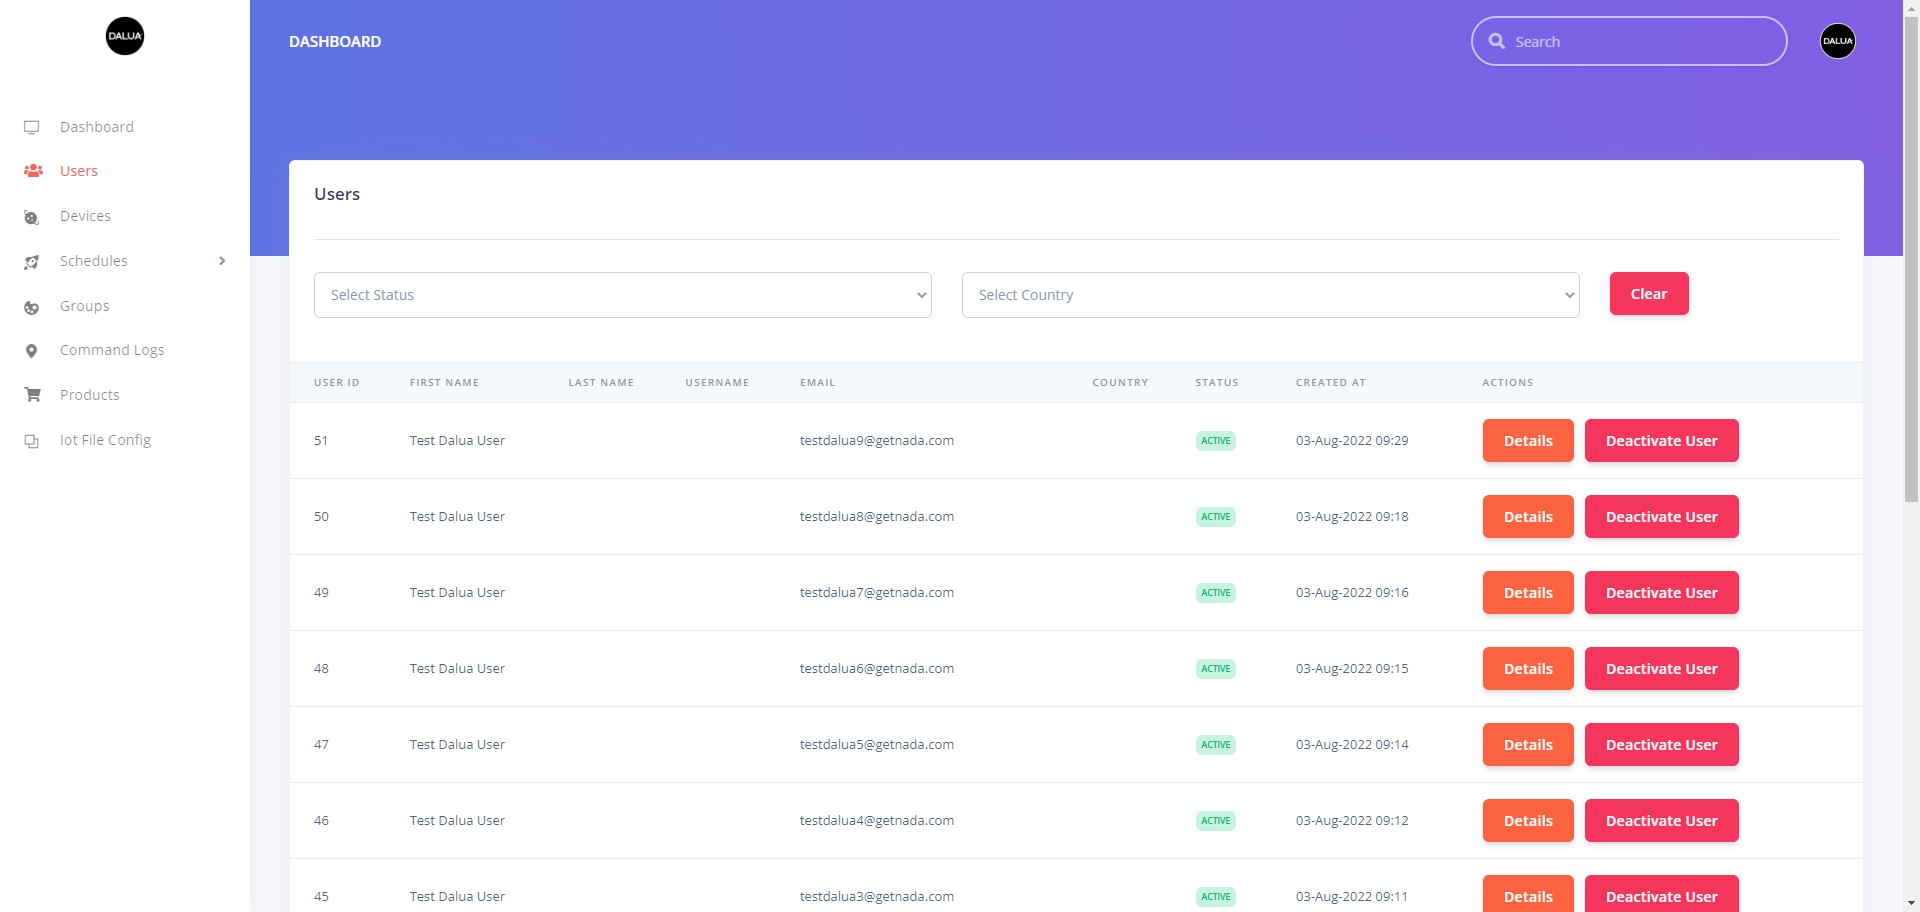 DALUA
DASHBOARD
Search
DALUA
Dashboard
Users
Devices
Schedules
Groups
Command Logs
Products
Iot File Config
Users
Select Status
Select Country
Clear
USER ID FIRST NAME LAST NAME USERNAME EMAIL COUNTRY STATUS CREATED AT ACTIONS
51 Test Dalua User testdalua9@getnada.com ACTIVE 03-Aug-2022 09:29 Details Deactivate User
50 Test Dalua User testdalua8@getnada.com ACTIVE 03-Aug-2022 09:18 Details Deactivate User
49 Test Dalua User testdalua7@getnada.com ACTIVE 03-Aug-2022 09:16 Details Deactivate User
48 Test Dalua User testdalua6@getnada.com ACTIVE 03-Aug-2022 09:15 Details Deactivate User
47 Test Dalua User testdalua5@getnada.com ACTIVE 03-Aug-2022 09:14 Details Deactivate User
46 Test Dalua User testdalua4@getnada.com ACTIVE 03-Aug-2022 09:12 Details Deactivate User
45 Test Dalua User testdalua3@getnada.com ACTIVE 03-Aug-2022 09:11 Details Deactivate User